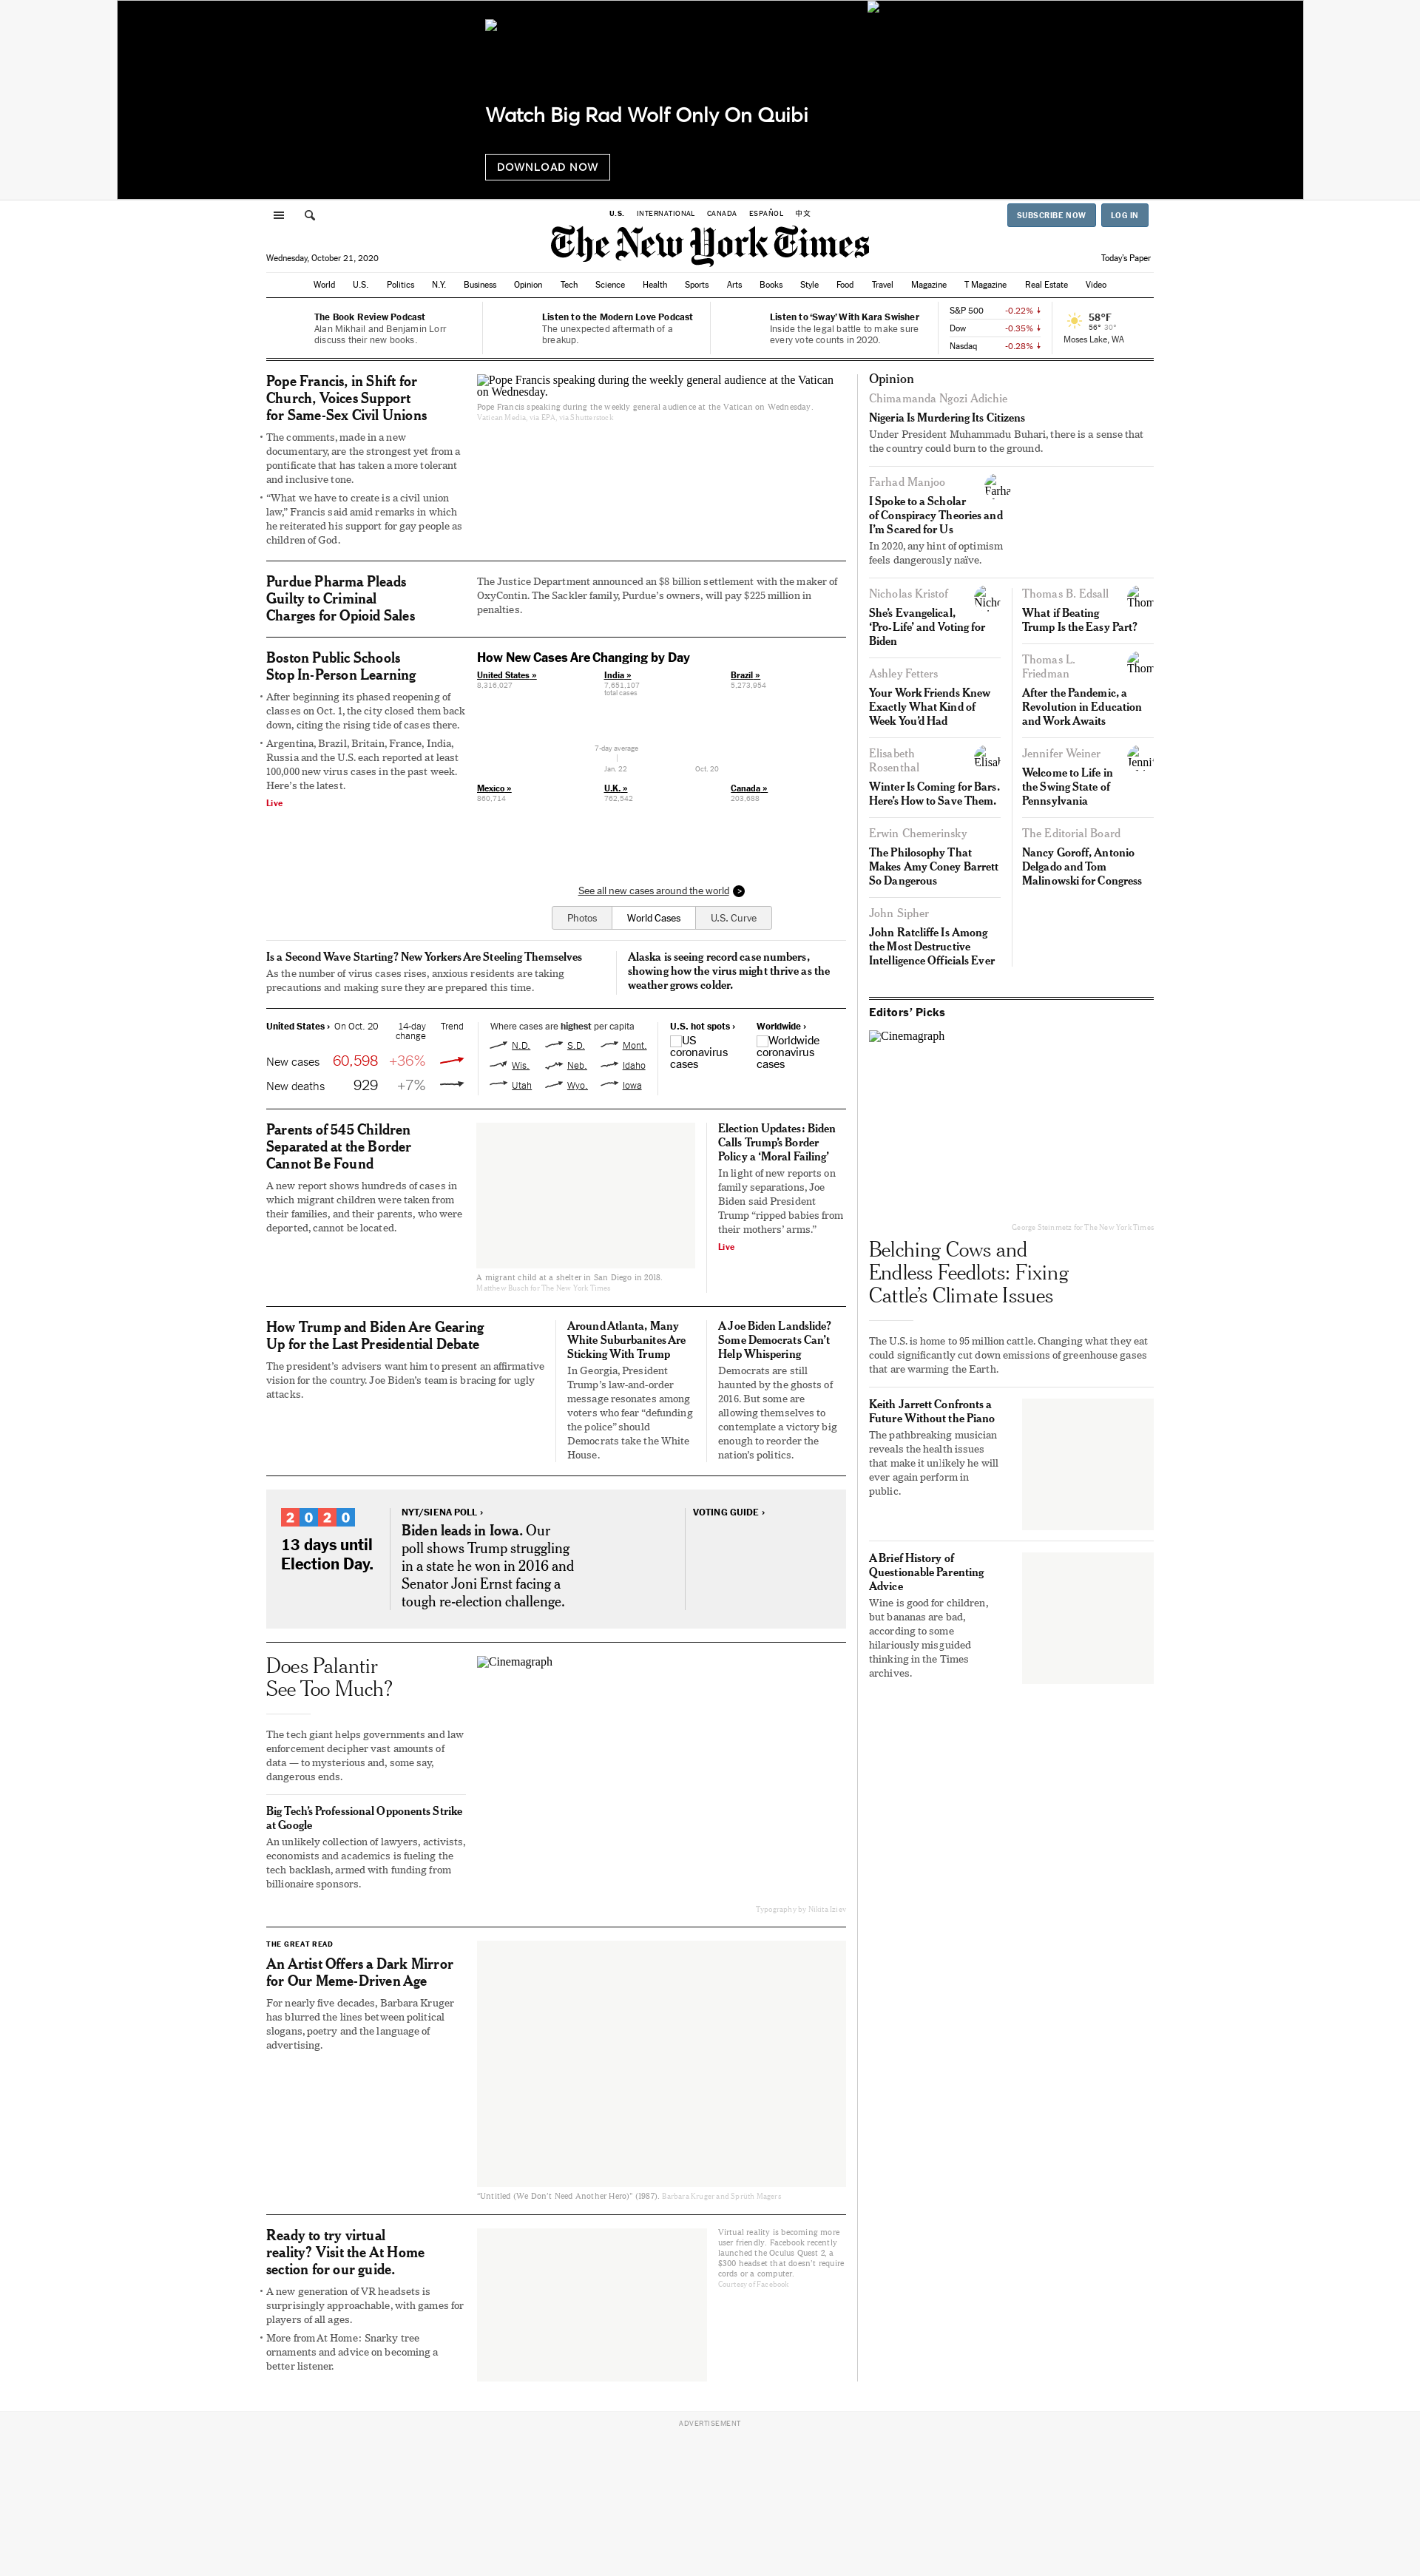 Watch Big Rad Wolf Only On Quibi
DOWNLOAD NOW
U.S.
INTERNATIONAL
CANADA
ESPAÑOL
中文
SUBSCRIBE NOW
LOG IN
The New York Times
Wednesday, October 21, 2020
Today's Paper
World
U.S.
Politics
N.Y.
Business
Opinion
Tech
Science
Health
Sports
Arts
Books
Style
Food
Travel
Magazine
T Magazine
Real Estate
Video
The Book Review Podcast
Alan Mikhail and Benjamin Lorr
discuss their new books.
Listen to the Modern Love Podcast
The unexpected aftermath of a
breakup.
Listen to 'Sway' With Kara Swisher
Inside the legal battle to make sure
every vote counts in 2020.
S&P 500 -0.22%
Dow -0.35%
Nasdaq -0.28%
58°F
56° 30°
Moses Lake, WA
Pope Francis, in Shift for
Church, Voices Support
for Same-Sex Civil Unions
• The comments, made in a new
documentary, are the strongest yet from a
pontificate that has taken a more tolerant
and inclusive tone.
• “What we have to create is a civil union
law,” Francis said amid remarks in which
he reiterated his support for gay people as
children of God.
Pope Francis speaking during the weekly general audience at the Vatican
on Wednesday.
Pope Francis speaking during the weekly general audience at the Vatican on Wednesday.
Vatican Media, via EPA, via Shutterstock
Purdue Pharma Pleads
Guilty to Criminal
Charges for Opioid Sales
The Justice Department announced an $8 billion settlement with the maker of
OxyContin. The Sackler family, Purdue's owners, will pay $225 million in
penalties.
Boston Public Schools
Stop In-Person Learning
• After beginning its phased reopening of
classes on Oct. 1, the city closed them back
down, citing the rising tide of cases there.
• Argentina, Brazil, Britain, France, India,
Russia and the U.S. each reported at least
100,000 new virus cases in the past week.
Here's the latest.
Live
How New Cases Are Changing by Day
United States »
8,316,027
India »
7,651,107
total cases
Brazil »
5,273,954
7-day average
Jan. 22
Oct. 20
Mexico »
860,714
U.K. »
762,542
Canada »
203,688
See all new cases around the world >
Photos
World Cases
U.S. Curve
Is a Second Wave Starting? New Yorkers Are Steeling Themselves
As the number of virus cases rises, anxious residents are taking
precautions and making sure they are prepared this time.
Alaska is seeing record case numbers,
showing how the virus might thrive as the
weather grows colder.
United States › On Oct. 20 14-day change Trend
New cases 60,598 +36%
New deaths 929 +7%
Where cases are highest per capita
N.D. S.D. Mont.
Wis. Neb. Idaho
Utah Wyo. Iowa
U.S. hot spots ›
US
coronavirus
cases
Worldwide ›
Worldwide
coronavirus
cases
Parents of 545 Children
Separated at the Border
Cannot Be Found
A new report shows hundreds of cases in
which migrant children were taken from
their families, and their parents, who were
deported, cannot be located.
A migrant child at a shelter in San Diego in 2018.
Matthew Busch for The New York Times
Election Updates: Biden
Calls Trump's Border
Policy a ‘Moral Failing’
In light of new reports on
family separations, Joe
Biden said President
Trump “ripped babies from
their mothers' arms.”
Live
How Trump and Biden Are Gearing
Up for the Last Presidential Debate
The president's advisers want him to present an affirmative
vision for the country. Joe Biden's team is bracing for ugly
attacks.
Around Atlanta, Many
White Suburbanites Are
Sticking With Trump
In Georgia, President
Trump's law-and-order
message resonates among
voters who fear “defunding
the police” should
Democrats take the White
House.
A Joe Biden Landslide?
Some Democrats Can't
Help Whispering
Democrats are still
haunted by the ghosts of
2016. But some are
allowing themselves to
contemplate a victory big
enough to reorder the
nation's politics.
2020
13 days until
Election Day.
NYT/SIENA POLL ›
Biden leads in Iowa. Our
poll shows Trump struggling
in a state he won in 2016 and
Senator Joni Ernst facing a
tough re-election challenge.
VOTING GUIDE ›
Does Palantir
See Too Much?
The tech giant helps governments and law
enforcement decipher vast amounts of
data — to mysterious and, some say,
dangerous ends.
Big Tech's Professional Opponents Strike
at Google
An unlikely collection of lawyers, activists,
economists and academics is fueling the
tech backlash, armed with funding from
billionaire sponsors.
Cinemagraph
Typography by Nikita Iziev
THE GREAT READ
An Artist Offers a Dark Mirror
for Our Meme-Driven Age
For nearly five decades, Barbara Kruger
has blurred the lines between political
slogans, poetry and the language of
advertising.
“Untitled (We Don't Need Another Hero)” (1987). Barbara Kruger and Sprüth Magers
Ready to try virtual
reality? Visit the At Home
section for our guide.
• A new generation of VR headsets is
surprisingly approachable, with games for
players of all ages.
• More from At Home: Snarky tree
ornaments and advice on becoming a
better listener.
Virtual reality is becoming more
user friendly. Facebook recently
launched the Oculus Quest 2, a
$300 headset that doesn't require
cords or a computer.
Courtesy of Facebook
Opinion
Chimamanda Ngozi Adichie
Nigeria Is Murdering Its Citizens
Under President Muhammadu Buhari, there is a sense that
the country could burn to the ground.
Farhad Manjoo
Farha
I Spoke to a Scholar
of Conspiracy Theories and
I'm Scared for Us
In 2020, any hint of optimism
feels dangerously naïve.
Nicholas Kristof
Nicho
She's Evangelical,
‘Pro-Life’ and Voting for
Biden
Ashley Fetters
Your Work Friends Knew
Exactly What Kind of
Week You'd Had
Elisabeth
Rosenthal
Elisab
Winter Is Coming for Bars.
Here's How to Save Them.
Erwin Chemerinsky
The Philosophy That
Makes Amy Coney Barrett
So Dangerous
John Sipher
John Ratcliffe Is Among
the Most Destructive
Intelligence Officials Ever
Thomas B. Edsall
Thom
What if Beating
Trump Is the Easy Part?
Thomas L.
Friedman
Thom
After the Pandemic, a
Revolution in Education
and Work Awaits
Jennifer Weiner
Jennif
Welcome to Life in
the Swing State of
Pennsylvania
The Editorial Board
Nancy Goroff, Antonio
Delgado and Tom
Malinowski for Congress
Editors' Picks
Cinemagraph
George Steinmetz for The New York Times
Belching Cows and
Endless Feedlots: Fixing
Cattle's Climate Issues
The U.S. is home to 95 million cattle. Changing what they eat
could significantly cut down emissions of greenhouse gases
that are warming the Earth.
Keith Jarrett Confronts a
Future Without the Piano
The pathbreaking musician
reveals the health issues
that make it unlikely he will
ever again perform in
public.
A Brief History of
Questionable Parenting
Advice
Wine is good for children,
but bananas are bad,
according to some
hilariously misguided
thinking in the Times
archives.
ADVERTISEMENT